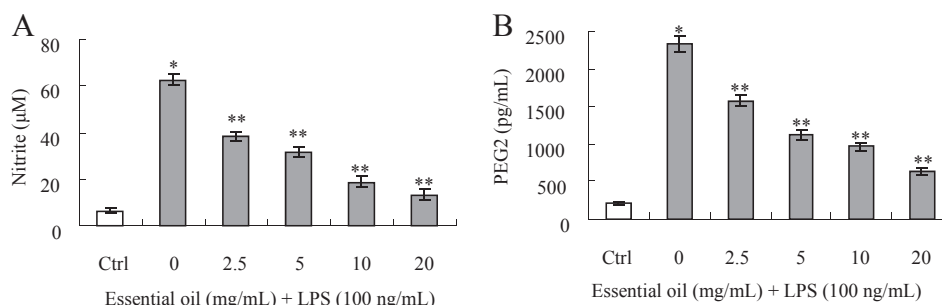 A
80
60
40
20
0
Nitrite (μM)
*
**
**
**
**
Ctrl 0 2.5 5 10 20
Essential oil (mg/mL) + LPS (100 ng/mL)
B
2500
2000
1500
1000
500
0
PEG2 (pg/mL)
*
**
**
**
**
Ctrl 0 2.5 5 10 20
Essential oil (mg/mL) + LPS (100 ng/mL)